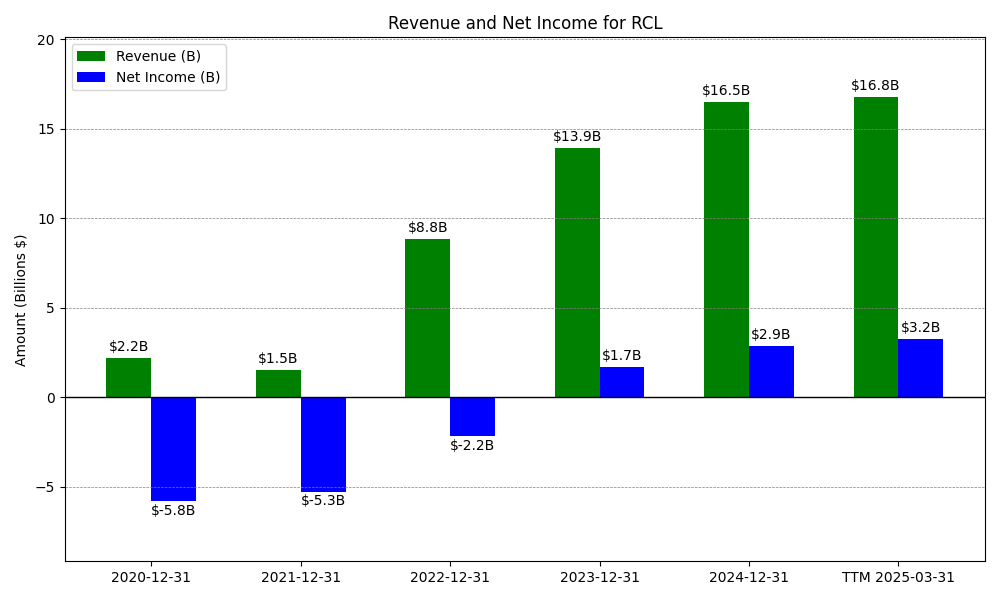 Revenue and Net Income for RCL
Revenue (B)
Net Income (B)
Amount (Billions $)
20
15
10
5
0
−5
$2.2B
$-5.8B
$1.5B
$-5.3B
$8.8B
$-2.2B
$13.9B
$1.7B
$16.5B
$2.9B
$16.8B
$3.2B
2020-12-31
2021-12-31
2022-12-31
2023-12-31
2024-12-31
TTM 2025-03-31